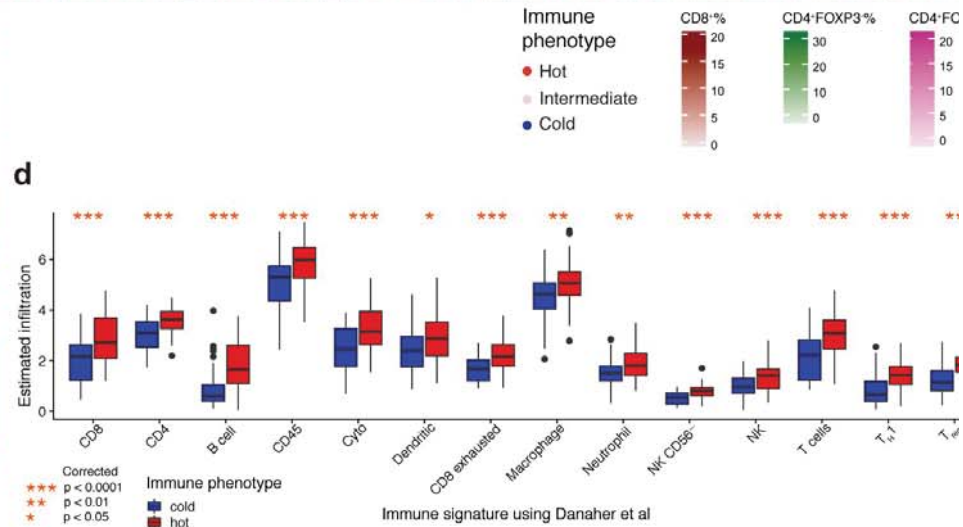 Immune
phenotype
Hot
Intermediate
Cold
CD8⁺%
20
15
10
5
0
CD4⁺FOXP3⁻%
30
20
10
0
CD4⁺FO
20
15
10
5
0
d
*** *** *** *** *** * *** ** ** *** *** *** *** **
Estimated infiltration
6
4
2
0
CD8 CD4 B cell CD45 Cyto Dendritic CD8 exhausted Macrophage Neutrophil NK CD56⁻ NK T cells T_H1
Corrected
*** p < 0.0001
** p < 0.01
* p < 0.05
Immune phenotype
cold
hot
Immune signature using Danaher et al